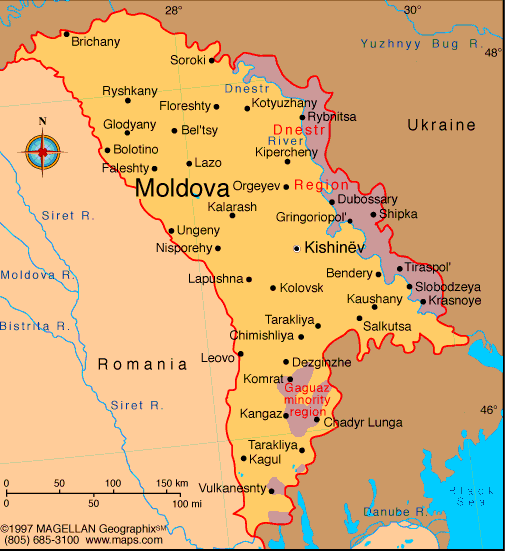 28°
30°
Brichany
Yuzhnyy Bug R.
48°
Soroki
Dnestr
Ryshkany
Floreshty
Kotyuzhany
Rybnitsa
Glodyany
Bel'tsy
Dnestr
Ukraine
River
Bolotino
Kipercheny
Faleshty
Lazo
Moldova
Orgeyev
Region
Dubossary
Kalarash
Gringoriopol'
Shipka
Siret R.
Ungeny
N
Nisporehy
Kishinëv
Moldova R.
Lapushna
Kolovsk
Bendery
Tiraspol'
Slobodzeya
Krasnoye
Kaushany
Bistrita R.
Tarakliya
Salkutsa
Chimishliya
Romania
Leovo
Dezginzhe
Komrat
Gaguaz
minority
region
Siret R.
Kangaz
46°
Chadyr Lunga
Tarakliya
Kagul
0 50 100 150 km
0 50 100 mi
Vulkanesnty
Black
Sea
Danube R.
©1997 MAGELLAN Geographix℠
(805) 685-3100 www.maps.com